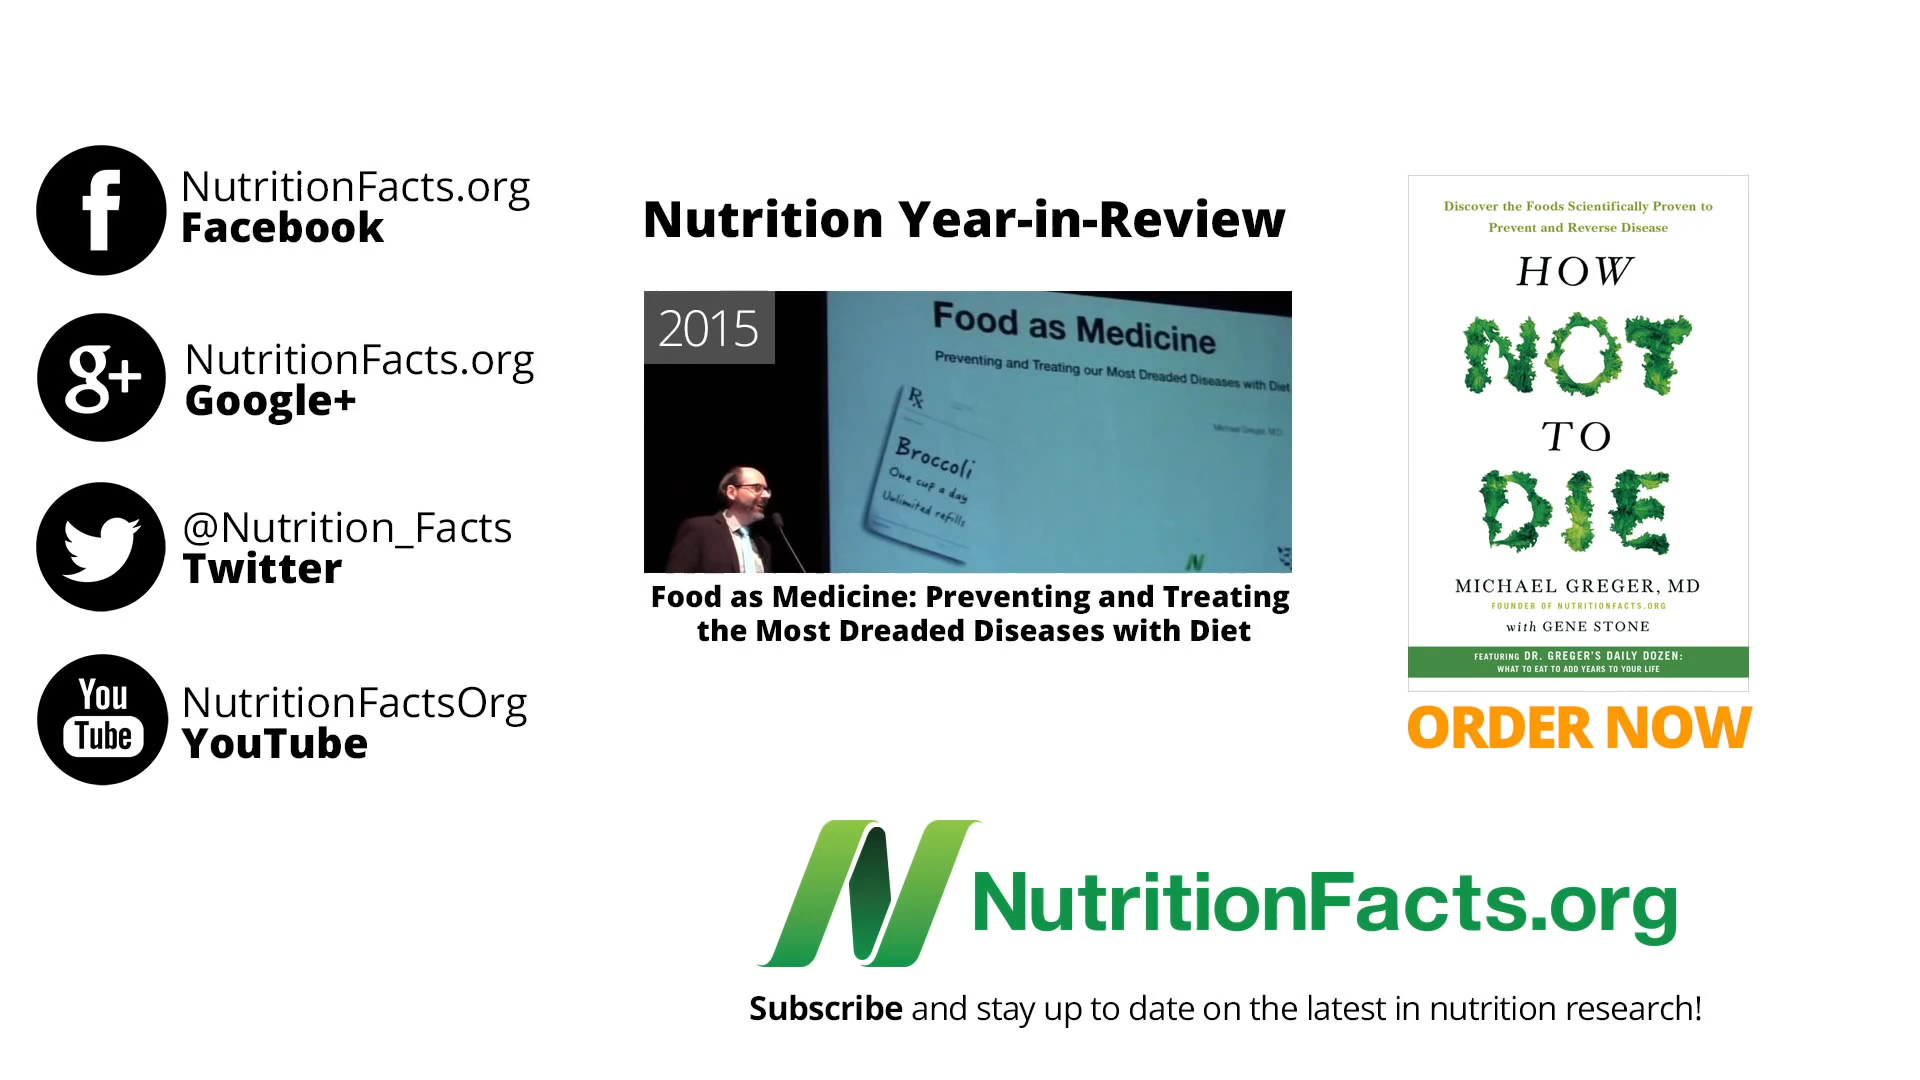 f
NutritionFacts.org
Facebook
g+
NutritionFacts.org
Google+
@Nutrition_Facts
Twitter
You
Tube
NutritionFactsOrg
YouTube
Nutrition Year-in-Review
2015
Food as Medicine
Preventing and Treating our Most Dreaded Diseases with Diet
Rx
Michael Greger, M.D.
Broccoli
One cup a day
Unlimited refills
Food as Medicine: Preventing and Treating
the Most Dreaded Diseases with Diet
Discover the Foods Scientifically Proven to
Prevent and Reverse Disease
HOW
NOT
TO
DIE
MICHAEL GREGER, MD
FOUNDER OF NUTRITIONFACTS.ORG
with GENE STONE
FEATURING DR. GREGER'S DAILY DOZEN:
WHAT TO EAT TO ADD YEARS TO YOUR LIFE
ORDER NOW
NutritionFacts.org
Subscribe and stay up to date on the latest in nutrition research!